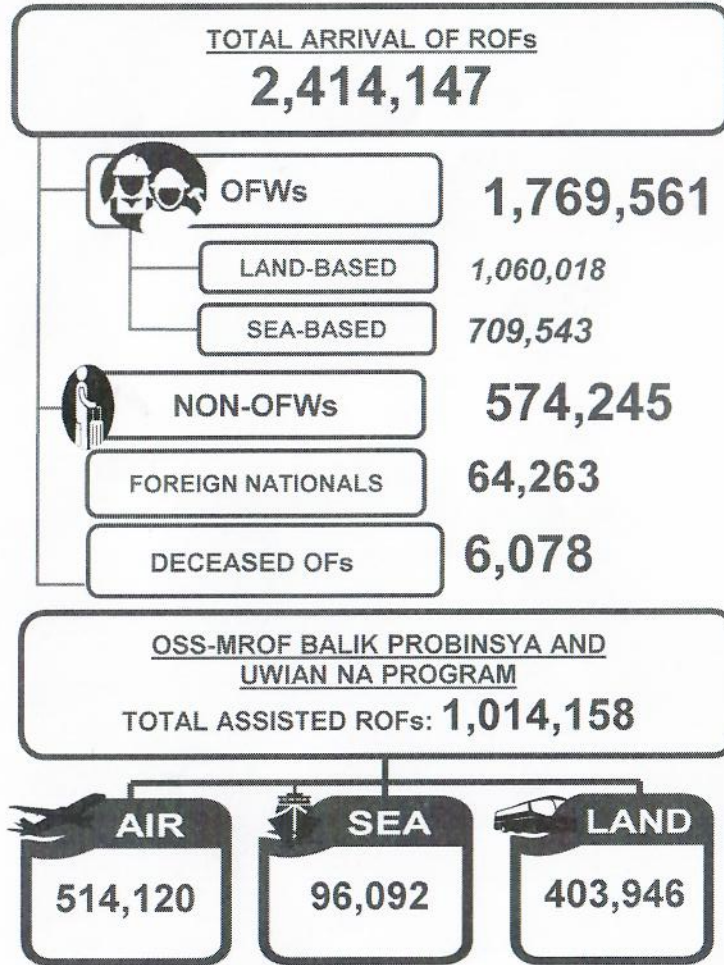 TOTAL ARRIVAL OF ROFs
2,414,147
OFWs 1,769,561
LAND-BASED 1,060,018
SEA-BASED 709,543
NON-OFWs 574,245
FOREIGN NATIONALS 64,263
DECEASED OFs 6,078
OSS-MROF BALIK PROBINSYA AND
UWIAN NA PROGRAM
TOTAL ASSISTED ROFs: 1,014,158
AIR SEA LAND
514,120 96,092 403,946